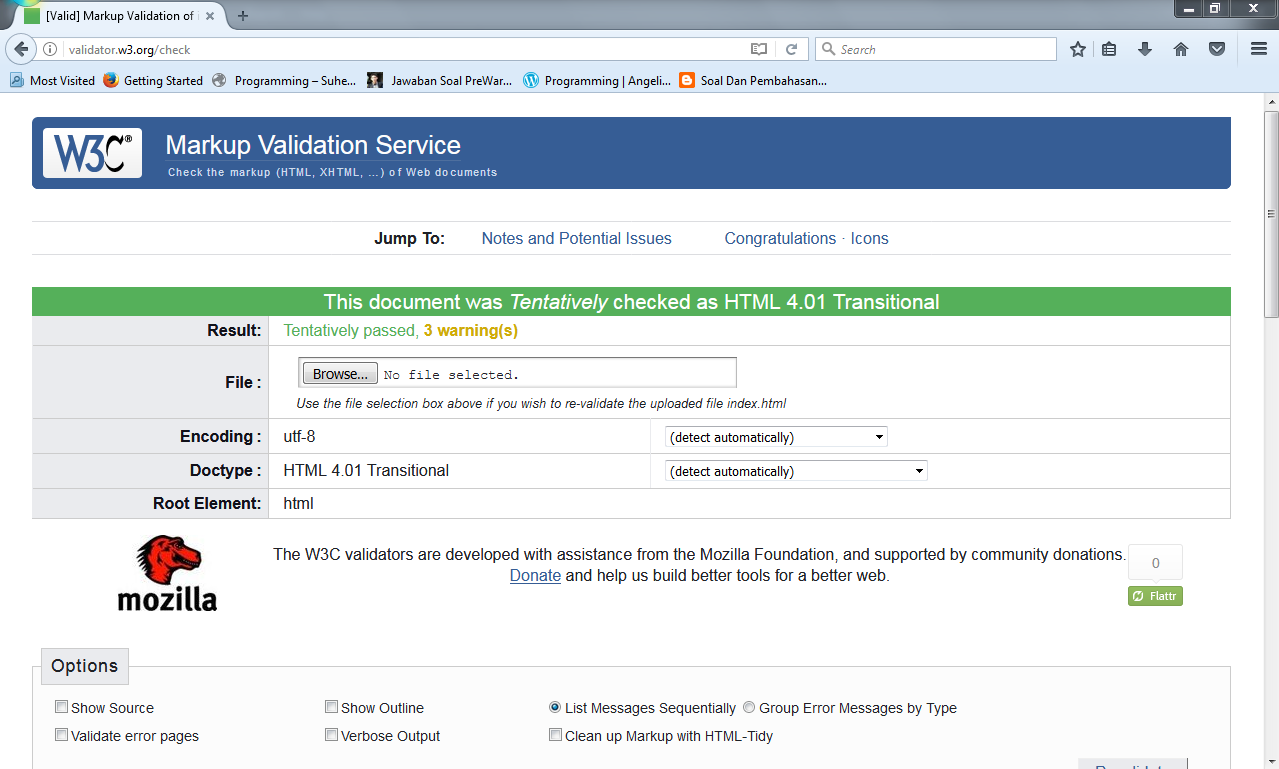 [Valid] Markup Validation of
validator.w3.org/check
Search
Most Visited Getting Started Programming – Suhe... Jawaban Soal PreWar... Programming | Angeli... Soal Dan Pembahasan...
W3C® Markup Validation Service
Check the markup (HTML, XHTML, …) of Web documents
Jump To: Notes and Potential Issues Congratulations · Icons
This document was Tentatively checked as HTML 4.01 Transitional
Result: Tentatively passed, 3 warning(s)
File : Browse... No file selected.
Use the file selection box above if you wish to re-validate the uploaded file index.html
Encoding : utf-8 (detect automatically)
Doctype : HTML 4.01 Transitional (detect automatically)
Root Element: html
The W3C validators are developed with assistance from the Mozilla Foundation, and supported by community donations.
Donate and help us build better tools for a better web.
mozilla
0
Flattr
Options
Show Source Show Outline List Messages Sequentially Group Error Messages by Type
Validate error pages Verbose Output Clean up Markup with HTML-Tidy